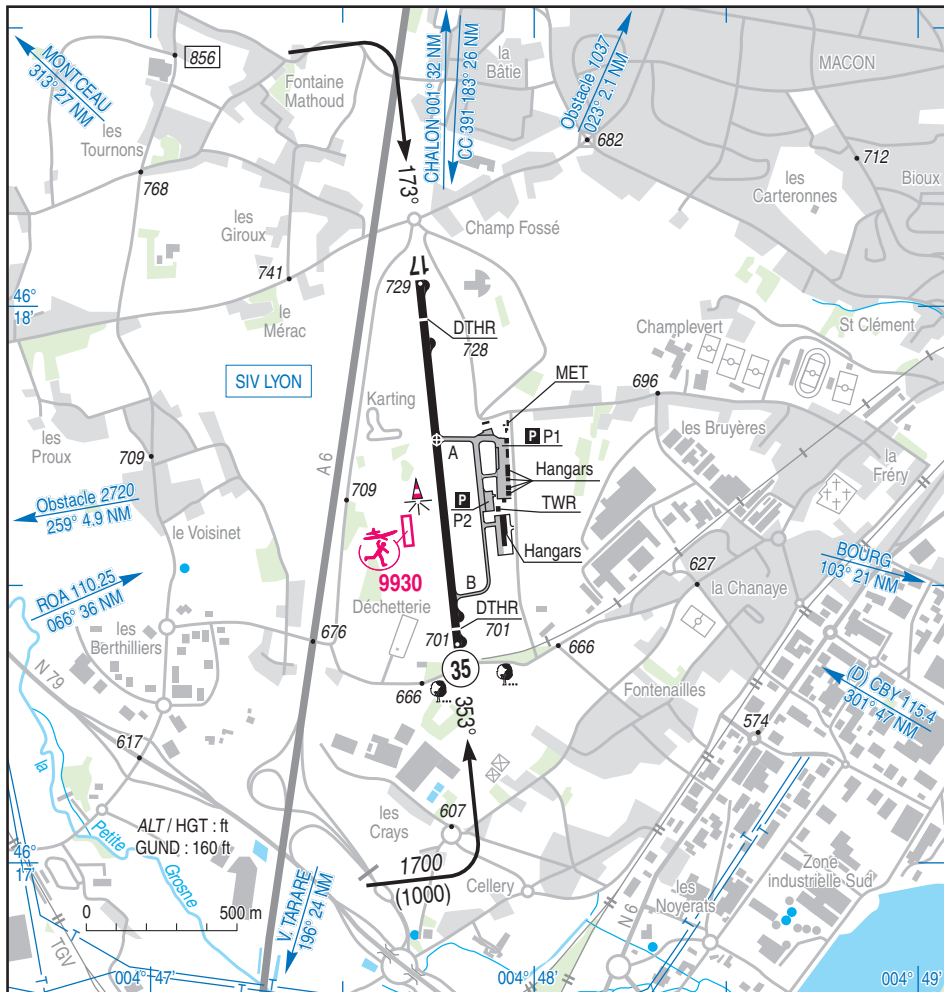 MONTCEAU
313° 27 NM
856
Fontaine
Mathoud
les
Tournons
768
173°
CHALON 001° 32 NM
CC 391 183° 26 NM
la
Bâtie
Obstacle 1037
023° 2.1 NM
MACON
682
712
les
Carteronnes
Bioux
les
Giroux
741
Champ Fossé
46°
18'
le
Mérac
17
729
DTHR
728
Champlevert
St Clément
SIV LYON
MET
Karting
696
les Bruyères
P P1
A
les
Proux
709
A 6
la
Fréry
Hangars
Obstacle 2720
259° 4.9 NM
709
P
P2
TWR
le Voisinet
Hangars
9930
BOURG
103° 21 NM
ROA 110.25
066° 36 NM
B
627
la Chanaye
Déchetterie
DTHR
701
701
les
Berthilliers
676
666
N 79
35
666
353°
Fontenailles
(D) CBY 115.4
301° 47 NM
574
617
la
Petite
Grosne
ALT / HGT : ft
GUND : 160 ft
les
Crays
607
46°
17'
1700
(1000)
Cellery
Zone
industrielle Sud
les
Noyerats
0
500 m
V. TARARE
196° 24 NM
N 6
TGV
T
T
T
T
T
T
004° 47'
004° 48'
004° 49'